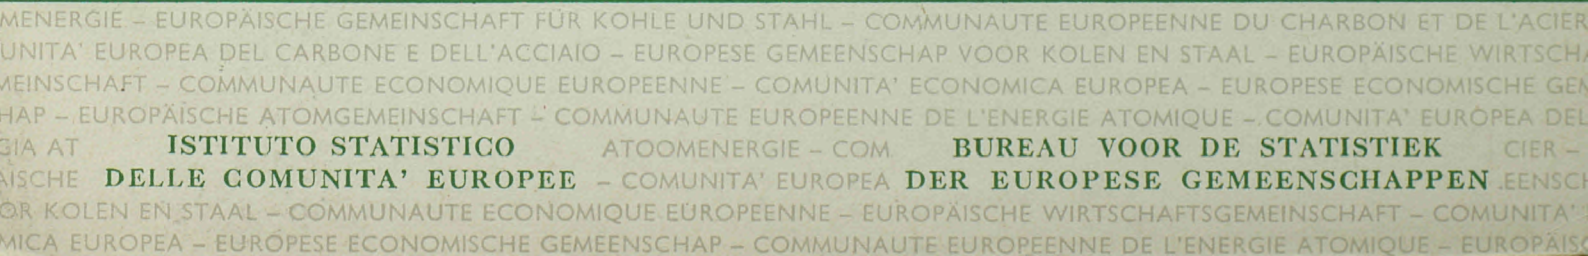 MENERGIE – EUROPÄISCHE GEMEINSCHAFT FÜR KOHLE UND STAHL – COMMUNAUTE EUROPEENNE DU CHARBON ET DE L'ACIER
UNITA' EUROPEA DEL CARBONE E DELL'ACCIAIO – EUROPESE GEMEENSCHAP VOOR KOLEN EN STAAL – EUROPÄISCHE WIRTSCHA
MEINSCHAFT – COMMUNAUTE ECONOMIQUE EUROPEENNE – COMUNITA' ECONOMICA EUROPEA – EUROPESE ECONOMISCHE GEM
HAP – EUROPÄISCHE ATOMGEMEINSCHAFT – COMMUNAUTE EUROPEENNE DE L'ENERGIE ATOMIQUE – COMUNITA' EUROPEA DEL
GIA AT ISTITUTO STATISTICO ATOOMENERGIE – COM BUREAU VOOR DE STATISTIEK CIER –
ÄISCHE DELLE COMUNITA' EUROPEE – COMUNITA' EUROPEA DER EUROPESE GEMEENSCHAPPEN EENSCH
OR KOLEN EN STAAL – COMMUNAUTE ECONOMIQUE EUROPEENNE – EUROPÄISCHE WIRTSCHAFTSGEMEINSCHAFT – COMUNITA'
MICA EUROPEA – EUROPESE ECONOMISCHE GEMEENSCHAP – COMMUNAUTE EUROPEENNE DE L'ENERGIE ATOMIQUE – EUROPÄISC